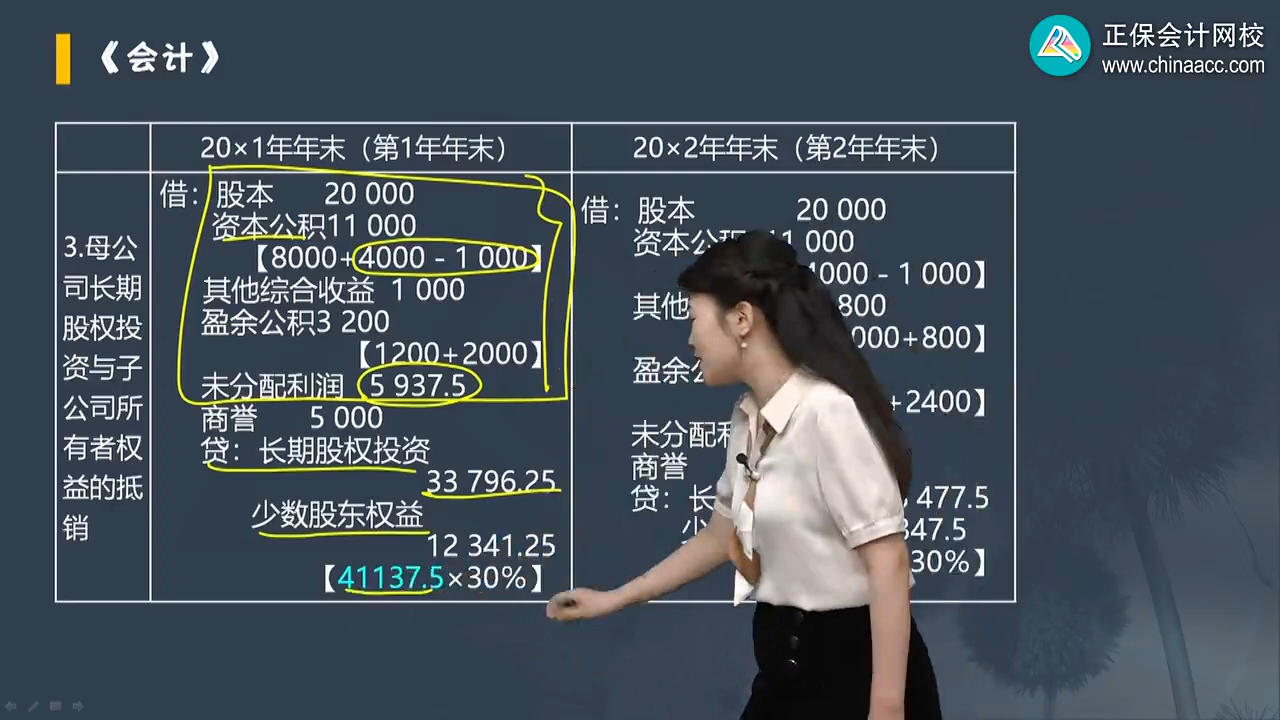 《会计》
正保会计网校
www.chinaacc.com
20×1年年末（第1年年末）
20×2年年末（第2年年末）
3.母公
司长期
股权投
资与子
公司所
有者权
益的抵
销
借：股本 20 000
资本公积11 000
【8000+4000－1 000】
其他综合收益 1 000
盈余公积3 200
【1200+2000】
未分配利润 5 937.5
商誉 5 000
贷：长期股权投资
33 796.25
少数股东权益
12 341.25
【41137.5×30%】
借：股本 20 000
资本公 1 000
000－1 000】
其他 800
000+800】
盈余
+2400】
未分配
商誉
贷：长 477.5
347.5
30%】